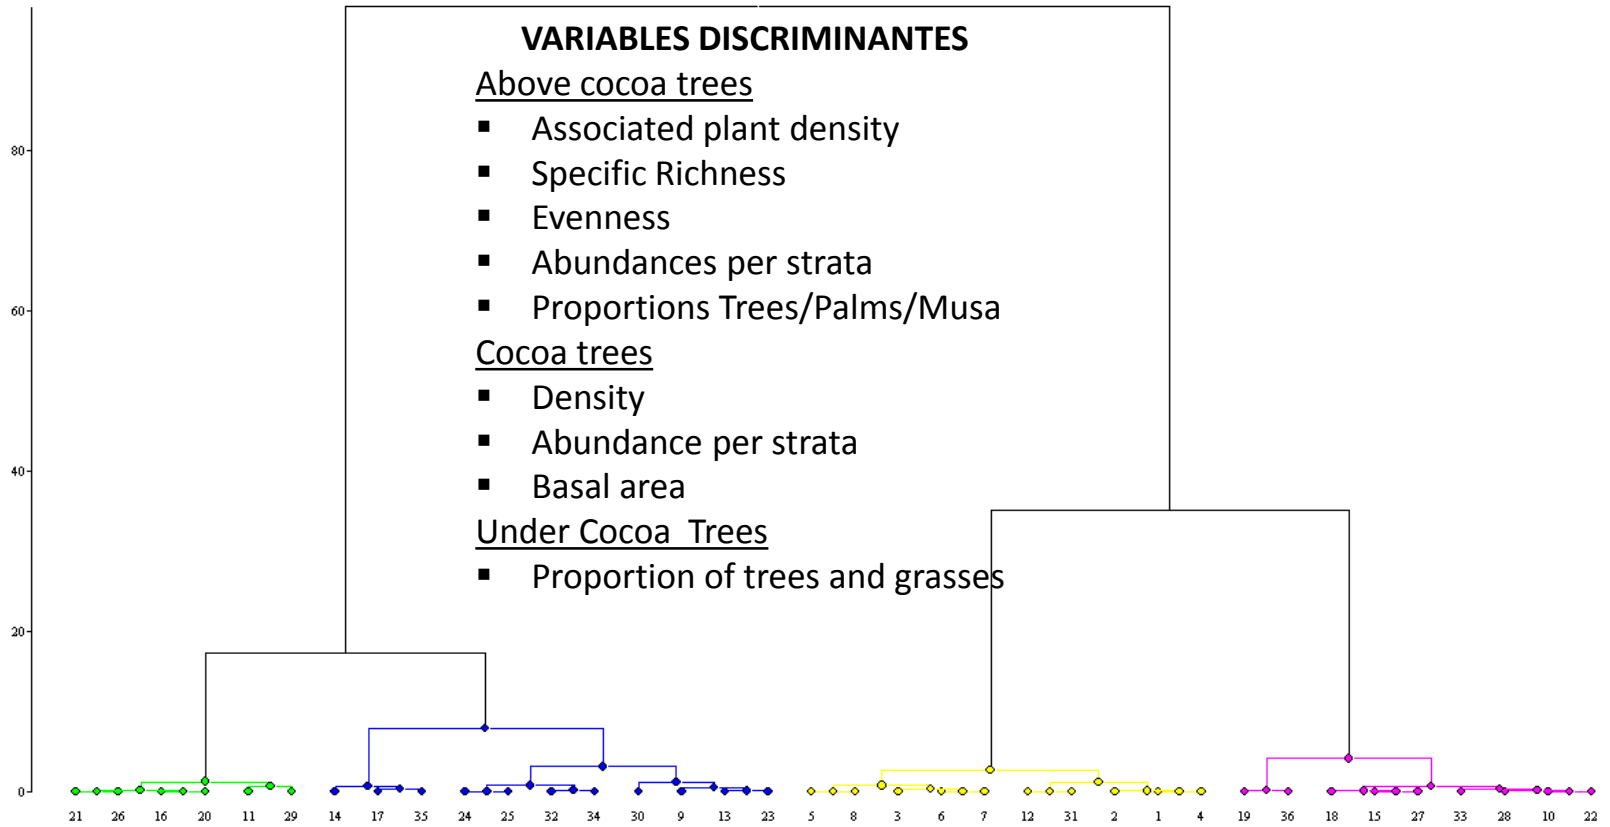 VARIABLES DISCRIMINANTES
Above cocoa trees
▪ Associated plant density
▪ Specific Richness
▪ Evenness
▪ Abundances per strata
▪ Proportions Trees/Palms/Musa
Cocoa trees
▪ Density
▪ Abundance per strata
▪ Basal area
Under Cocoa Trees
▪ Proportion of trees and grasses
80
60
40
20
0
21 26 16 20 11 29 14 17 35 24 25 32 34 30 9 13 23 5 8 3 6 7 12 31 2 1 4 19 36 18 15 27 33 28 10 22